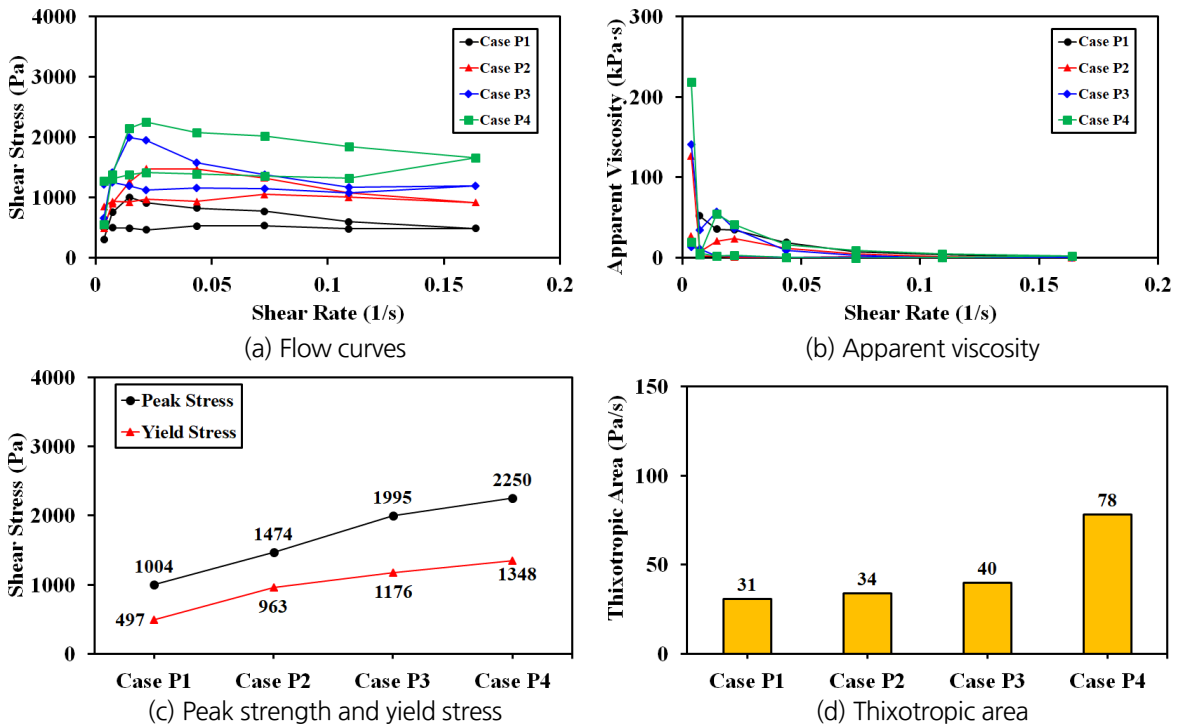 4000
3000
2000
1000
0
Shear Stress (Pa)
Case P1
Case P2
Case P3
Case P4
0
0.05
0.1
0.15
0.2
Shear Rate (1/s)
(a) Flow curves
300
200
100
0
Apparent Viscosity (kPa·s)
Case P1
Case P2
Case P3
Case P4
0
0.05
0.1
0.15
0.2
Shear Rate (1/s)
(b) Apparent viscosity
4000
3000
2000
1000
0
Shear Stress (Pa)
Peak Stress
Yield Stress
1004
1474
1995
2250
497
963
1176
1348
Case P1
Case P2
Case P3
Case P4
(c) Peak strength and yield stress
150
100
50
0
Thixotropic Area (Pa/s)
31
34
40
78
Case P1
Case P2
Case P3
Case P4
(d) Thixotropic area